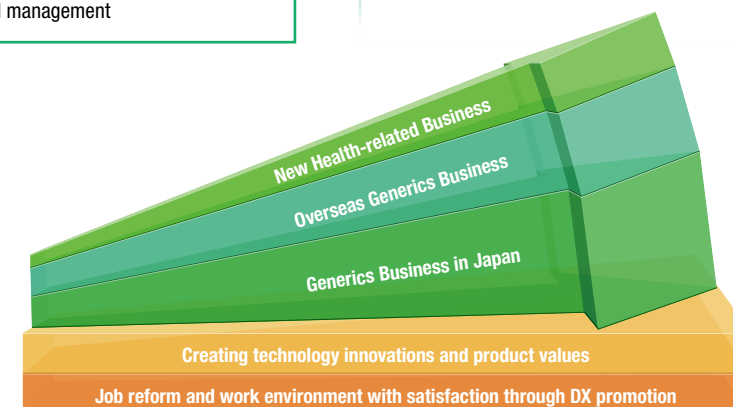 management
New Health-related Business
Overseas Generics Business
Generics Business in Japan
Creating technology innovations and product values
Job reform and work environment with satisfaction through DX promotion